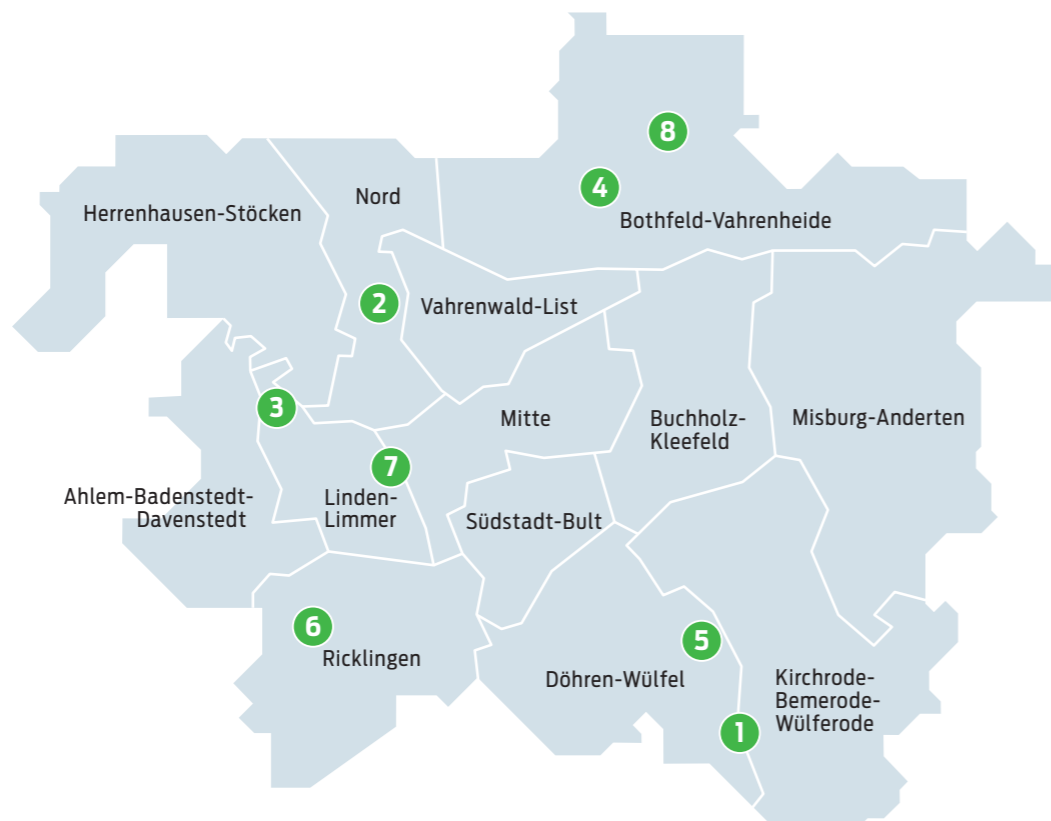 8
4
Nord
Herrenhausen-Stöcken
Bothfeld-Vahrenheide
2
Vahrenwald-List
3
Mitte
Buchholz-
Kleefeld
Misburg-Anderten
7
Ahlem-Badenstedt-
Davenstedt
Linden-
Limmer
Südstadt-Bult
6
Ricklingen
5
Döhren-Wülfel
Kirchrode-
Bemerode-
Wülferode
1